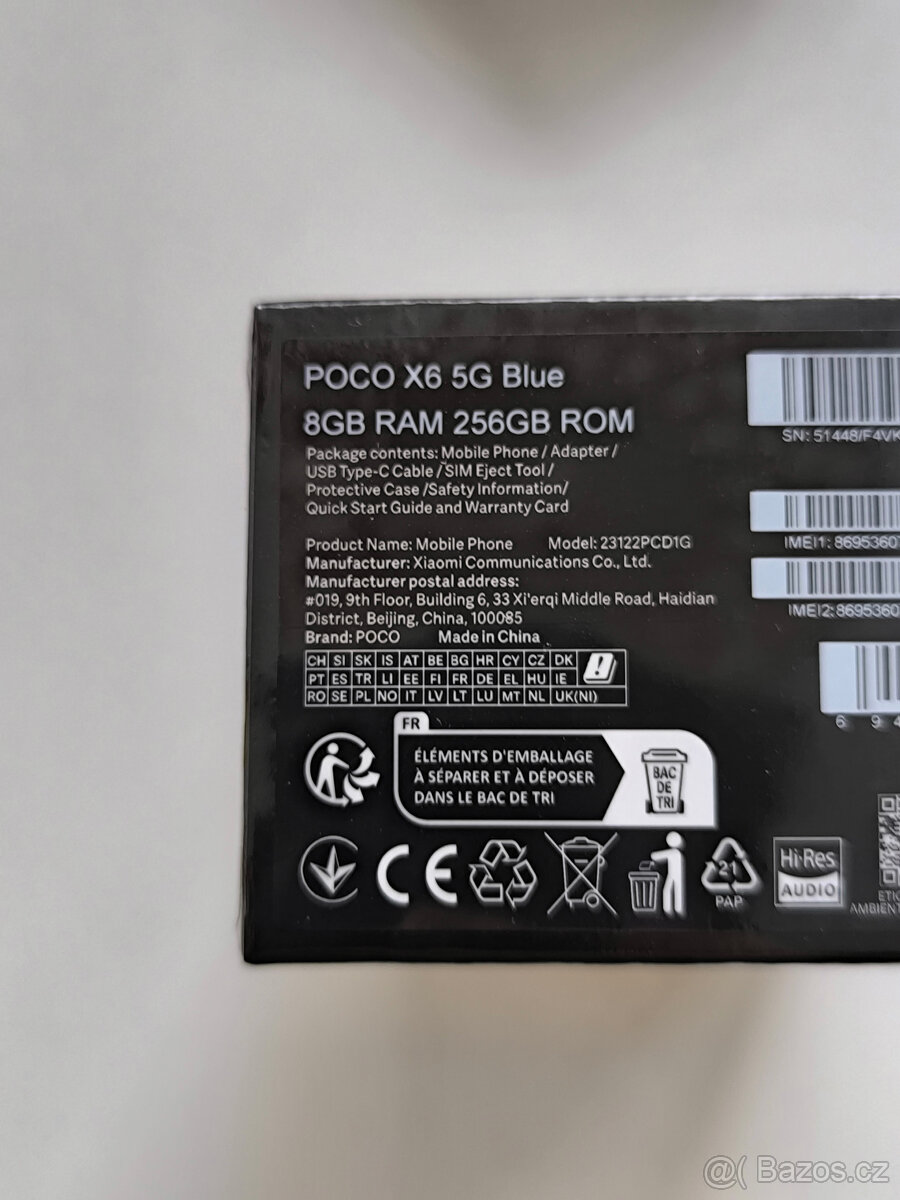 POCO X6 5G Blue
8GB RAM 256GB ROM
Package contents: Mobile Phone / Adapter /
USB Type-C Cable / SIM Eject Tool /
Protective Case /Safety Information/
Quick Start Guide and Warranty Card
Product Name: Mobile Phone Model: 23122PCD1G
Manufacturer: Xiaomi Communications Co., Ltd.
Manufacturer postal address:
#019, 9th Floor, Building 6, 33 Xi'erqi Middle Road, Haidian
District, Beijing, China, 100085
Brand: POCO Made in China
CH SI SK IS AT BE BG HR CY CZ DK
PT ES TR LI EE FI FR DE EL HU IE
RO SE PL NO IT LV LT LU MT NL UK(NI)
SN: 51448/F4VK
IMEI1: 8695360
IMEI2: 8695360
6 94
FR
ÉLÉMENTS D'EMBALLAGE
À SÉPARER ET À DÉPOSER
DANS LE BAC DE TRI
BAC
DE
TRI
CE
21
PAP
Hi-Res
AUDIO
ETI
AMBIEN
@( Bazos.cz